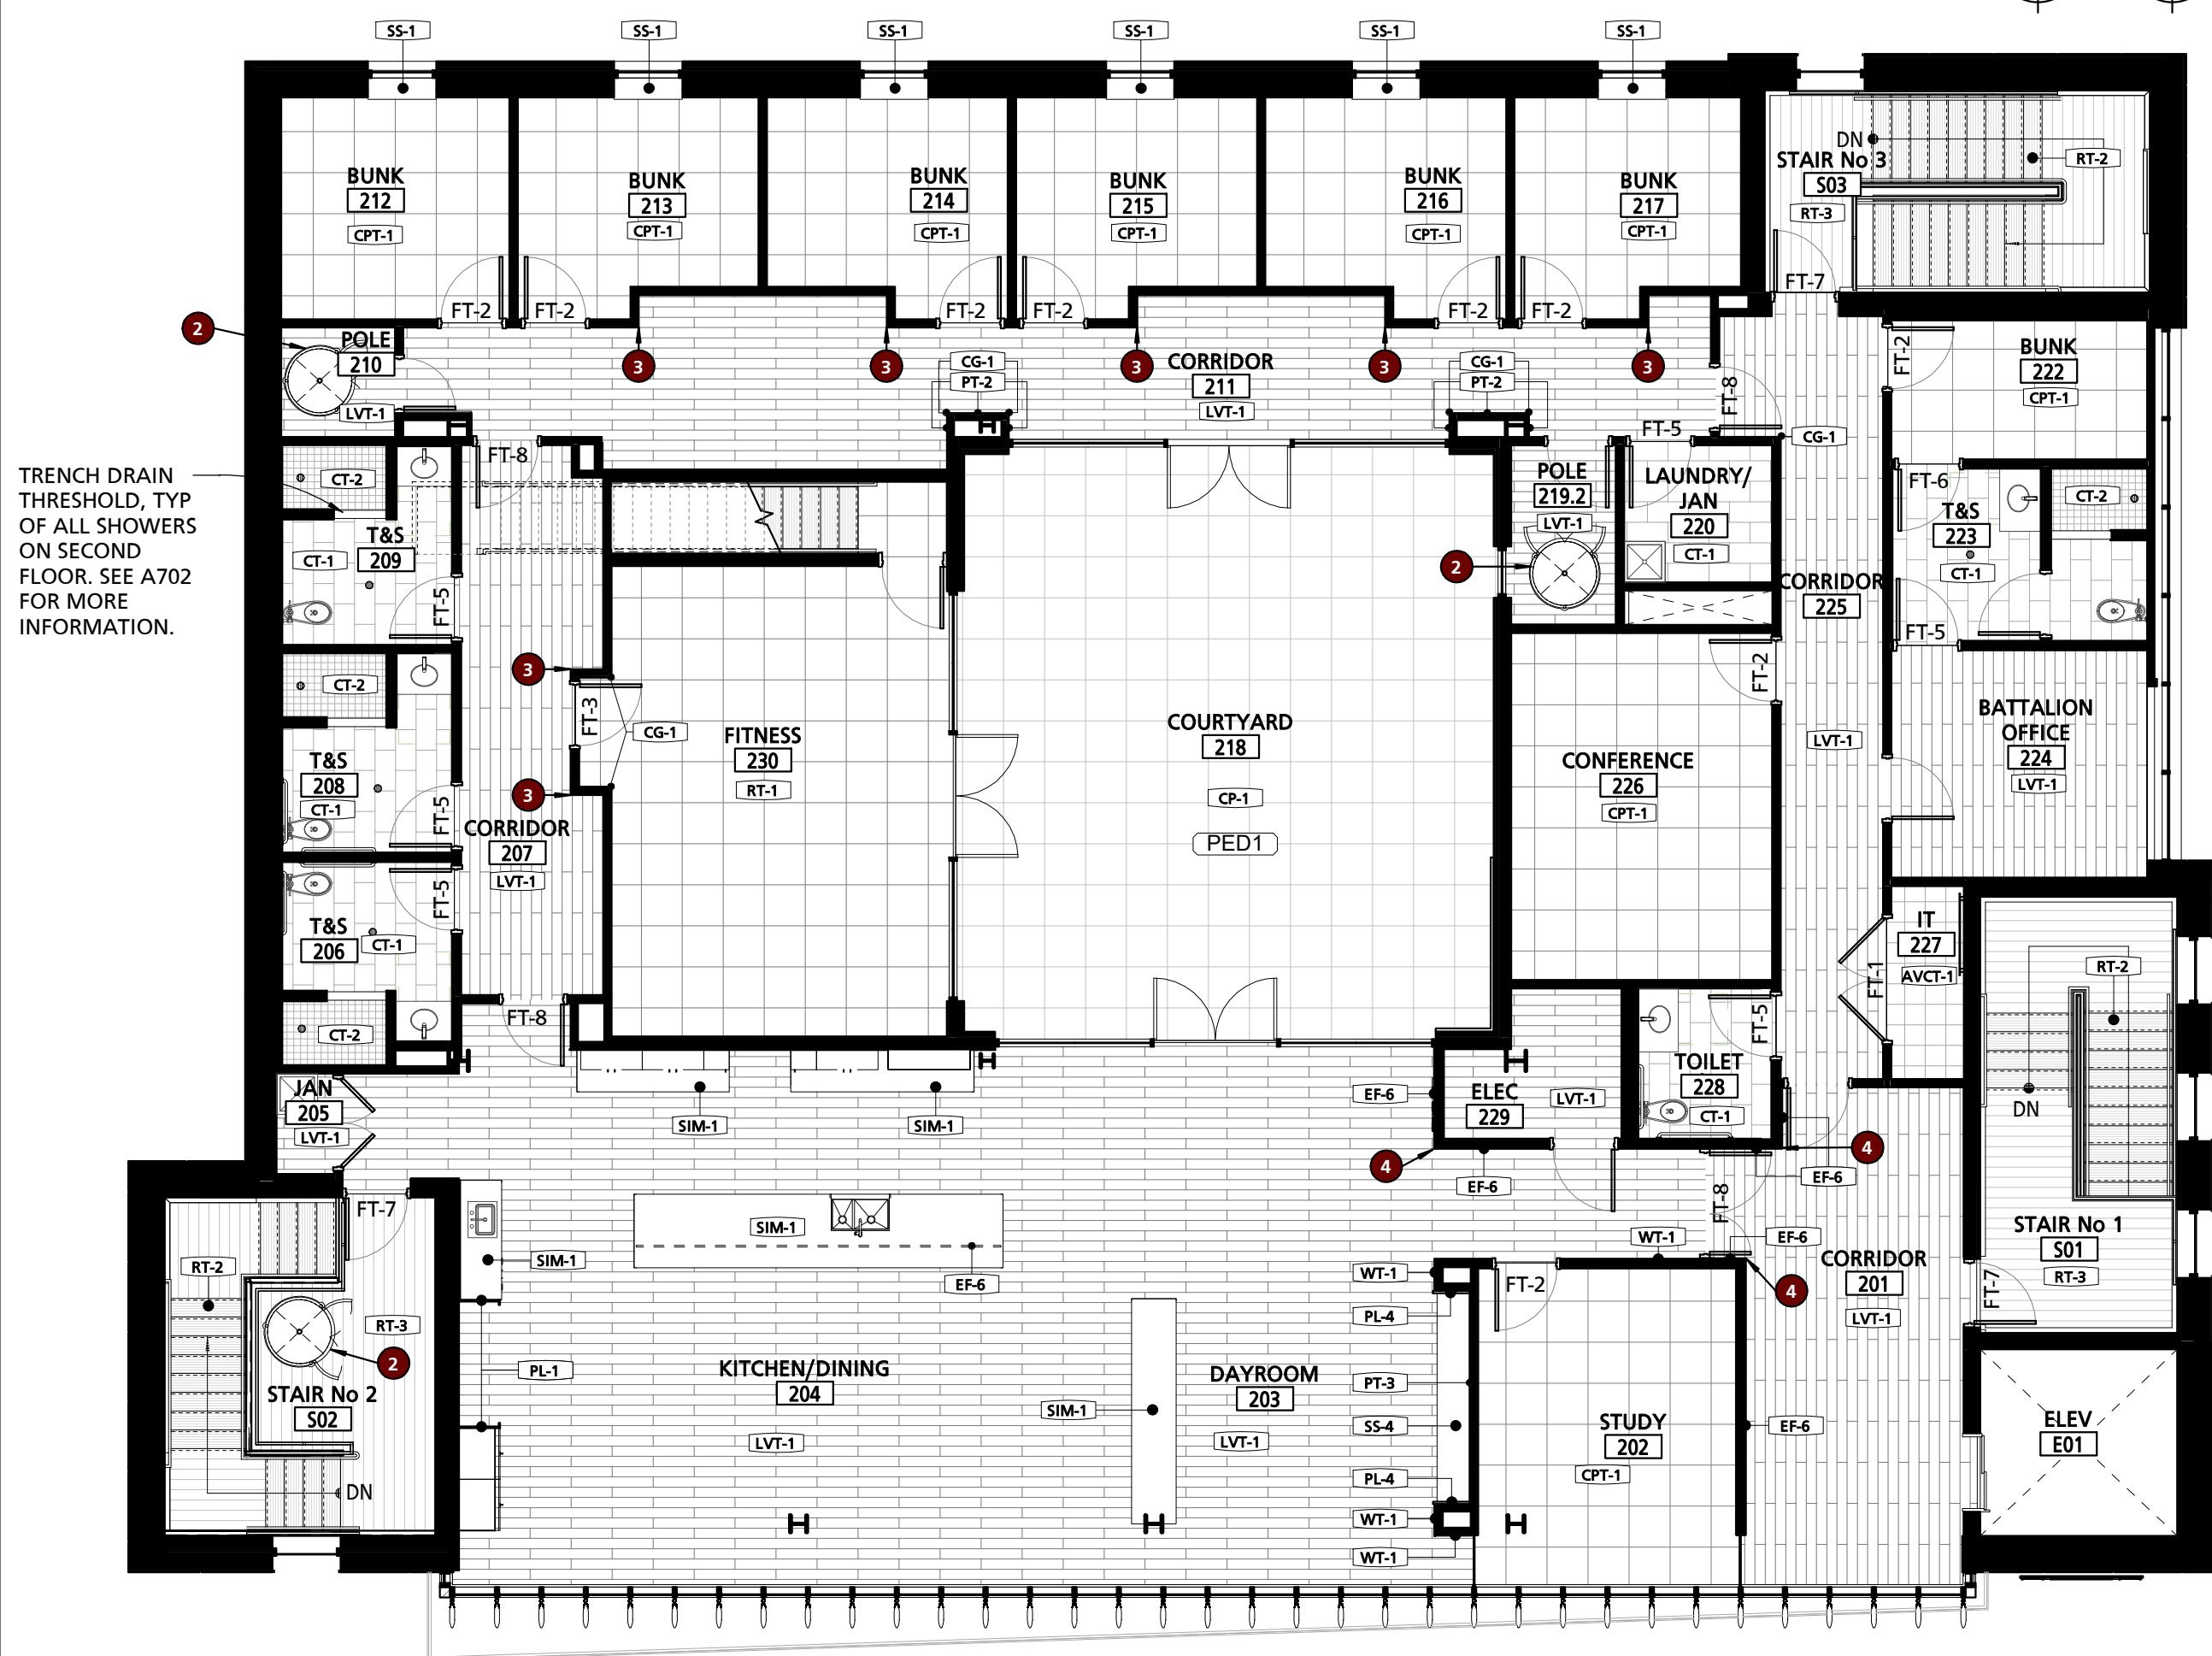 SS-1 SS-1 SS-1 SS-1 SS-1 SS-1
BUNK
212
CPT-1
BUNK
213
CPT-1
BUNK
214
CPT-1
BUNK
215
CPT-1
BUNK
216
CPT-1
BUNK
217
CPT-1
DN
STAIR No 3
S03
RT-3
RT-2
FT-7
FT-2 FT-2 FT-2 FT-2 FT-2 FT-2
2
POLE
210
LVT-1
3 3 3 3 3
CG-1
PT-2
CORRIDOR
211
LVT-1
CG-1
PT-2
FT-8
FT-2
BUNK
222
CPT-1
CG-1
TRENCH DRAIN
THRESHOLD, TYP
OF ALL SHOWERS
ON SECOND
FLOOR. SEE A702
FOR MORE
INFORMATION.
CT-2
T&S
209
CT-1
FT-5
FT-8
POLE
219.2
LVT-1
2
FT-5
LAUNDRY/
JAN
220
CT-1
CORRIDOR
225
LVT-1
FT-6
T&S
223
CT-1
CT-2
FT-5
CT-2
T&S
208
CT-1
FT-5
3
FT-3
CG-1
3
CORRIDOR
207
LVT-1
FITNESS
230
RT-1
COURTYARD
218
CP-1
PED1
CONFERENCE
226
CPT-1
FT-2
BATTALION
OFFICE
224
LVT-1
T&S
206
CT-1
FT-5
CT-2
FT-8
IT
227
AVCT-1
FT-1
RT-2
DN
STAIR No 1
S01
RT-3
FT-7
JAN
205
LVT-1
SIM-1
SIM-1
EF-6
ELEC
229
LVT-1
TOILET
228
CT-1
FT-5
4
EF-6
4
EF-6
FT-8
FT-7
RT-2
RT-3
2
STAIR No 2
S02
DN
SIM-1
SIM-1
EF-6
PL-1
KITCHEN/DINING
204
LVT-1
SIM-1
DAYROOM
203
LVT-1
WT-1
PL-4
PT-3
SS-4
PL-4
WT-1
WT-1
WT-1
FT-2
STUDY
202
CPT-1
EF-6
4
CORRIDOR
201
LVT-1
EF-6
ELEV
E01